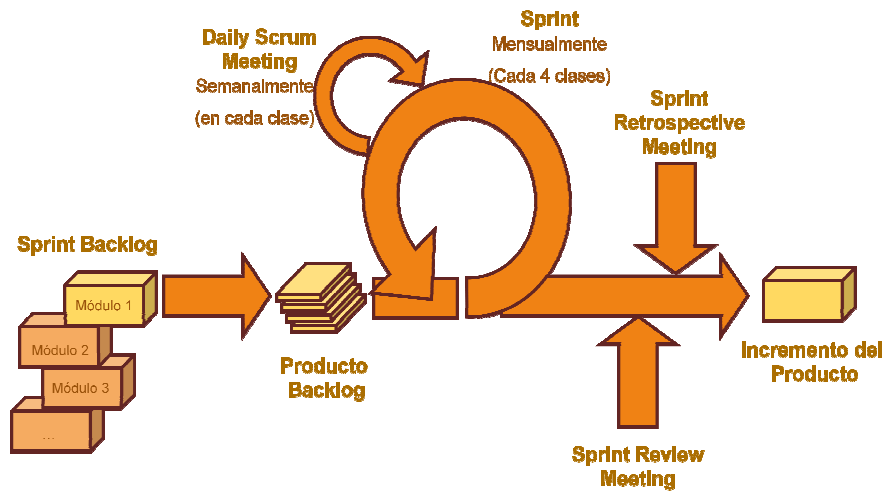 Daily Scrum
Meeting
Semanalmente
(en cada clase)
Sprint
Mensualmente
(Cada 4 clases)
Sprint
Retrospective
Meeting
Sprint Backlog
Módulo 1
Módulo 2
Módulo 3
...
Producto
Backlog
Incremento del
Producto
Sprint Review
Meeting